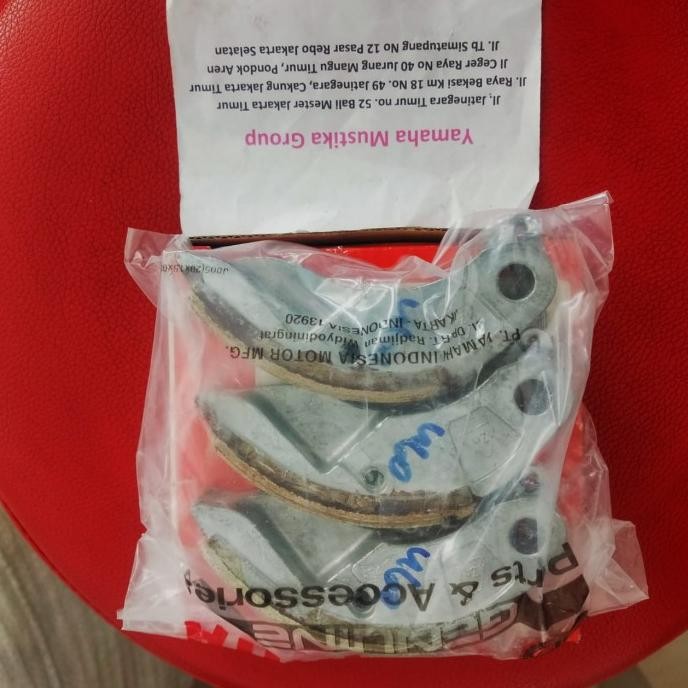 Yamaha Mustika Group
Jl, Jatinegara Timur no. 52 Bali Mester Jakarta Timur
Jl. Raya Bekasi Km 18 No. 49 Jatinegara, Cakung Jakarta Timur
Jl Ceger Raya No 40 Jurang Mangu Timur, Pondok Aren
Jl. Tb Simatupang No 12 Pasar Rebo Jakarta Selatan
GENUINE
Parts & Accessories
PT. YAMAHA INDONESIA MOTOR MFG.
Jl. Dr. K.R.T. Radjiman Widyodiningrat
JAKARTA - INDONESIA 13920